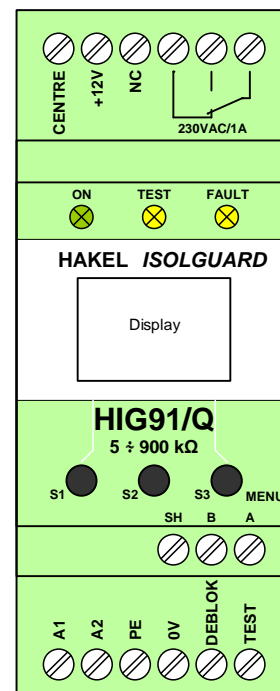 CENTRE +12V NC
230VAC/1A
ON TEST FAULT
HAKEL ISOLGUARD
Display
HIG91/Q
5 ÷ 900 kΩ
S1 S2 S3 MENU
SH B A
A1 A2 PE 0V DEBLOK TEST